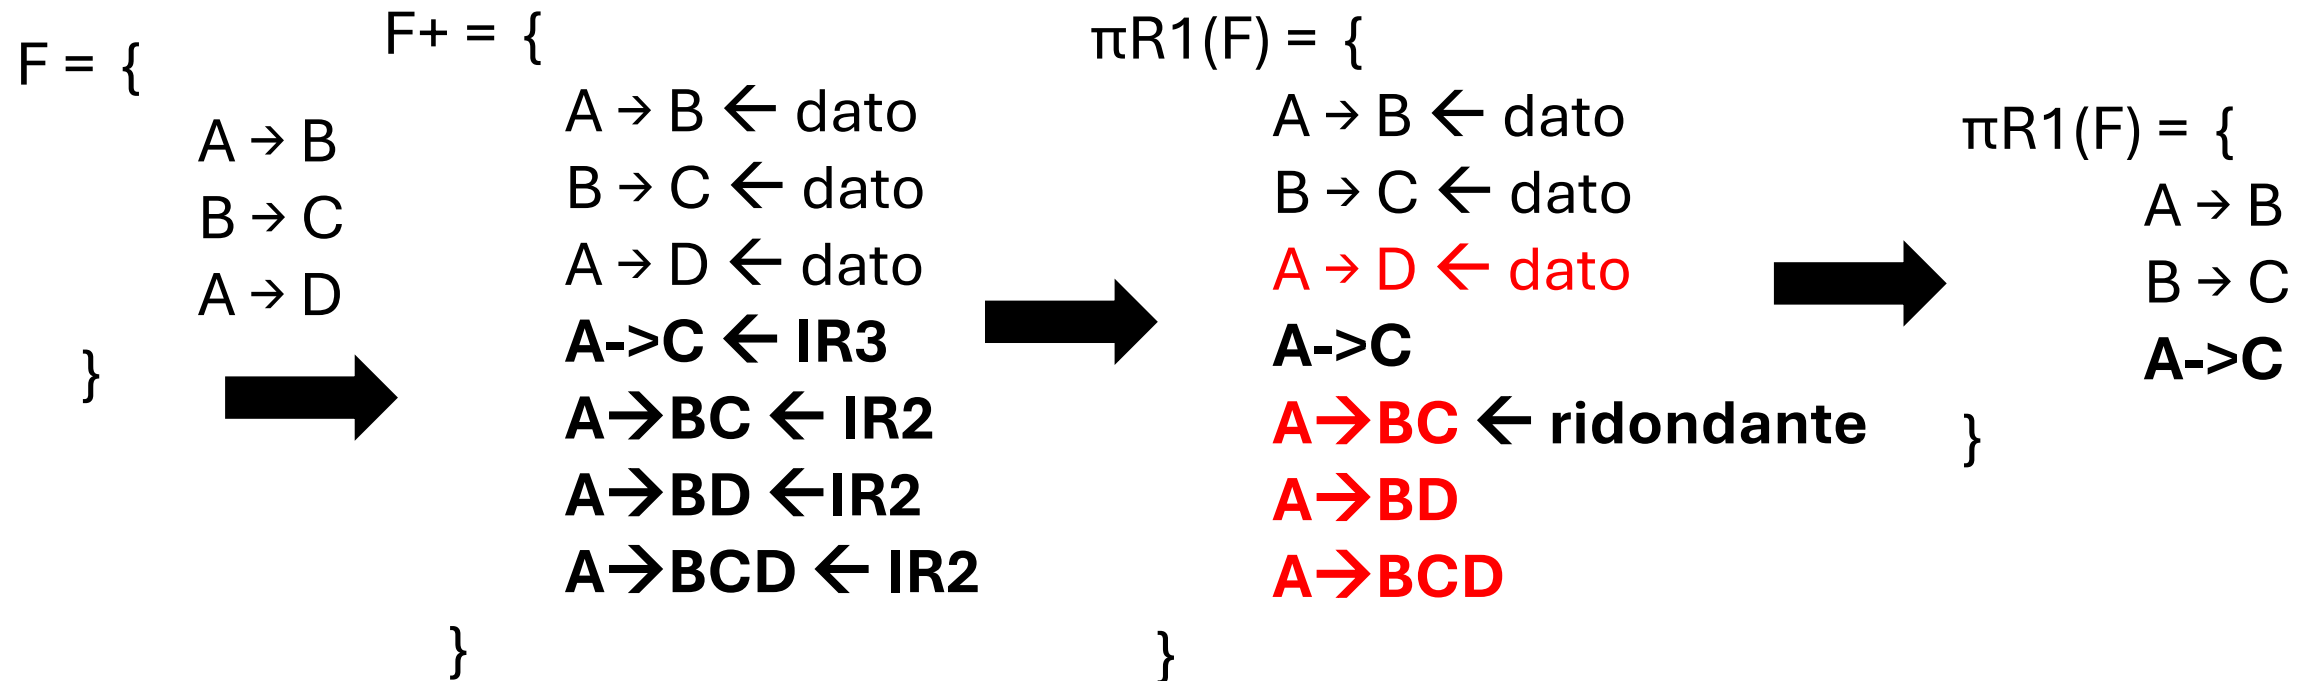 F = {
A → B
B → C
A → D
}
F+ = {
A → B ← dato
B → C ← dato
A → D ← dato
A->C ← IR3
A→BC ← IR2
A→BD ←IR2
A→BCD ← IR2
}
πR1(F) = {
A → B ← dato
B → C ← dato
A → D ← dato
A->C
A→BC ← ridondante
A→BD
A→BCD
}
πR1(F) = {
A → B
B → C
A->C
}